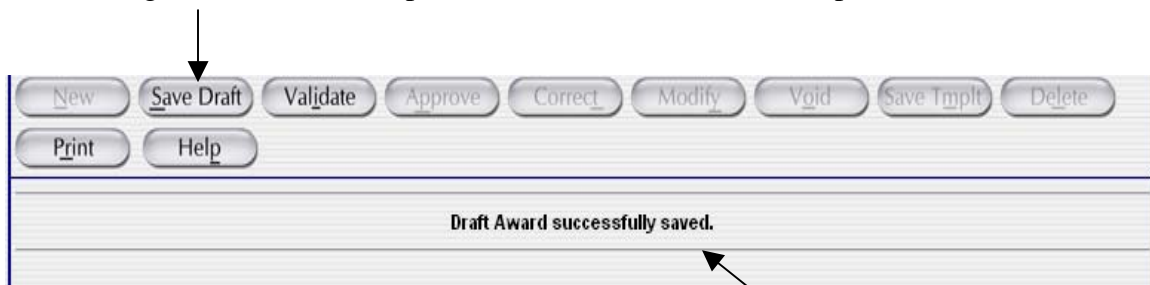 New Save Draft Validate Approve Correct Modify Void Save Tmplt Delete
Print Help
Draft Award successfully saved.